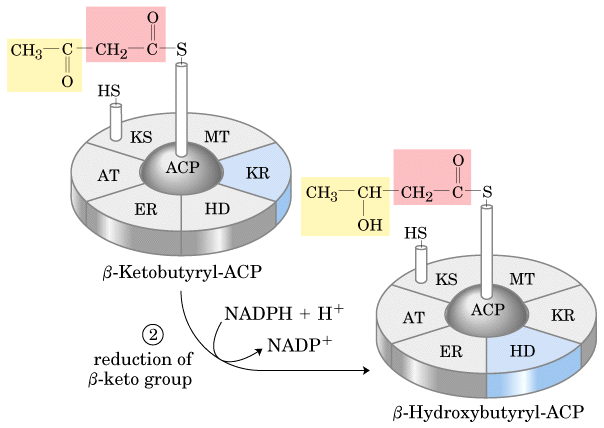 O
CH₃—C—CH₂—C—S
O
HS
KS MT
AT ACP KR
ER HD
β-Ketobutyryl-ACP
O
CH₃—CH—CH₂—C—S
OH
HS
KS MT
AT ACP KR
ER HD
β-Hydroxybutyryl-ACP
NADPH + H⁺
NADP⁺
②
reduction of
β-keto group